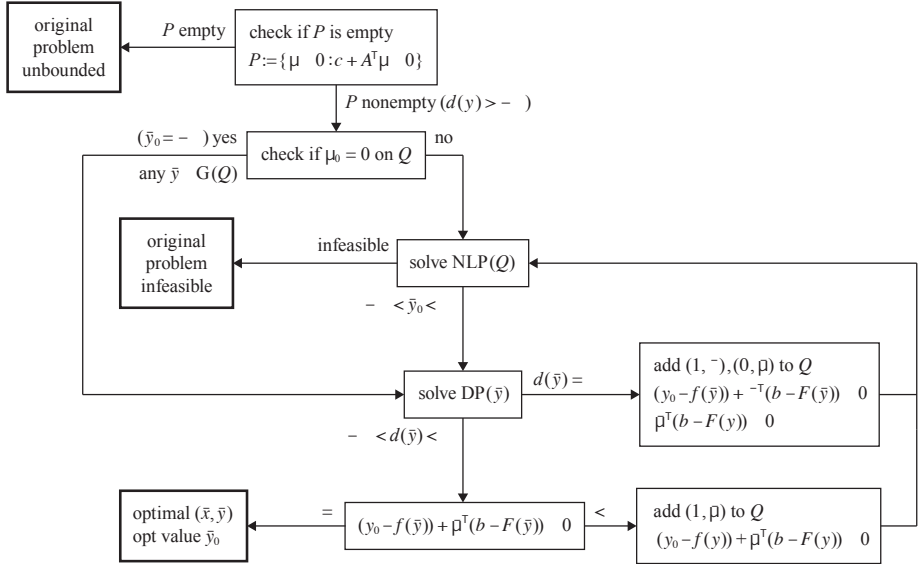 original
problem
unbounded
P empty
check if P is empty
P:={μ 0:c+Aᵀμ 0}
P nonempty (d(y)>− )
(ȳ₀=− ) yes
any ȳ G(Q)
check if μ₀=0 on Q
no
original
problem
infeasible
infeasible
solve NLP(Q)
− <ȳ₀<
solve DP(ȳ)
d(ȳ)=
add (1, ¯),(0,μ̄) to Q
(y₀−f(ȳ))+ ¯ᵀ(b−F(ȳ)) 0
μ̄ᵀ(b−F(y)) 0
− <d(ȳ)<
optimal (x̄,ȳ)
opt value ȳ₀
=
(y₀−f(ȳ))+μ̄ᵀ(b−F(ȳ)) 0
<
add (1,μ̄) to Q
(y₀−f(y))+μ̄ᵀ(b−F(y)) 0